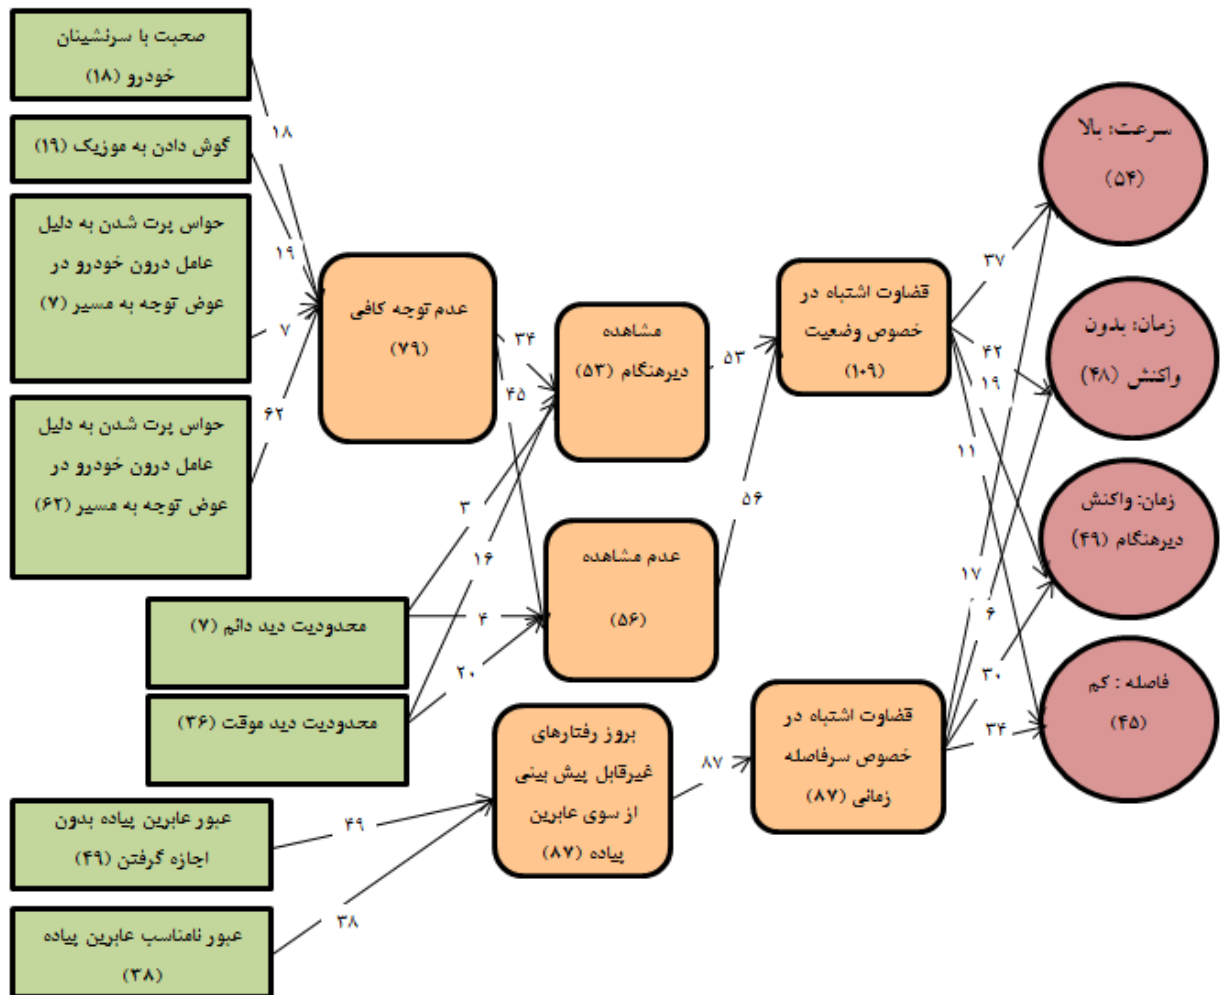 صحبت با سرنشینان
خودرو (۱۸)
گوش دادن به موزیک (۱۹)
حواس پرت شدن به دلیل
عامل درون خودرو در
عوض توجه به مسیر (۷)
حواس پرت شدن به دلیل
عامل درون خودرو در
عوض توجه به مسیر (۶۲)
محدودیت دید دائم (۷)
محدودیت دید موقت (۳۶)
عبور عابرین پیاده بدون
اجازه گرفتن (۴۹)
عبور نامناسب عابرین پیاده
(۳۸)
۱۸
۱۹
۷
۶۲
عدم توجه کافی
(۷۹)
۳۴
۴۵
۳
۱۶
۴
۲۰
۴۹
۳۸
مشاهده
دیرهنگام (۵۳)
عدم مشاهده
(۵۶)
بروز رفتارهای
غیرقابل پیش بینی
از سوی عابرین
پیاده (۸۷)
۵۳
۵۶
۸۷
قضاوت اشتباه در
خصوص وضعیت
(۱۰۹)
قضاوت اشتباه در
خصوص سرفاصله
زمانی (۸۷)
۳۷
۴۲
۱۹
۱۱
۱۷
۶
۳۰
۳۴
سرعت: بالا
(۵۴)
زمان: بدون
واکنش (۴۸)
زمان: واکنش
دیرهنگام (۴۹)
فاصله : کم
(۴۵)